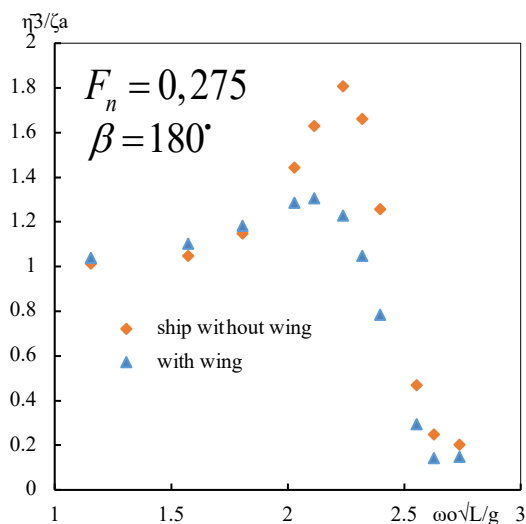 η̄3/ζa
2
1.8
1.6
1.4
1.2
1
0.8
0.6
0.4
0.2
0
F_n = 0,275
β = 180°
ship without wing
with wing
1
1.5
2
2.5
3
ωo√L/g